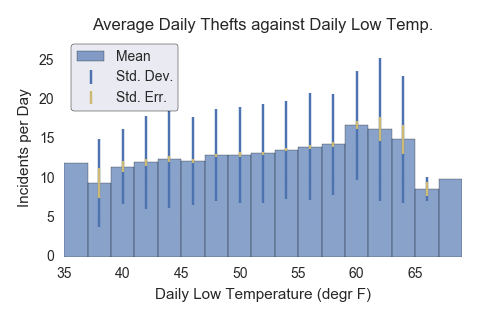 Average Daily Thefts against Daily Low Temp.
Mean
Std. Dev.
Std. Err.
Incidents per Day
25
20
15
10
5
0
35 40 45 50 55 60 65
Daily Low Temperature (degr F)